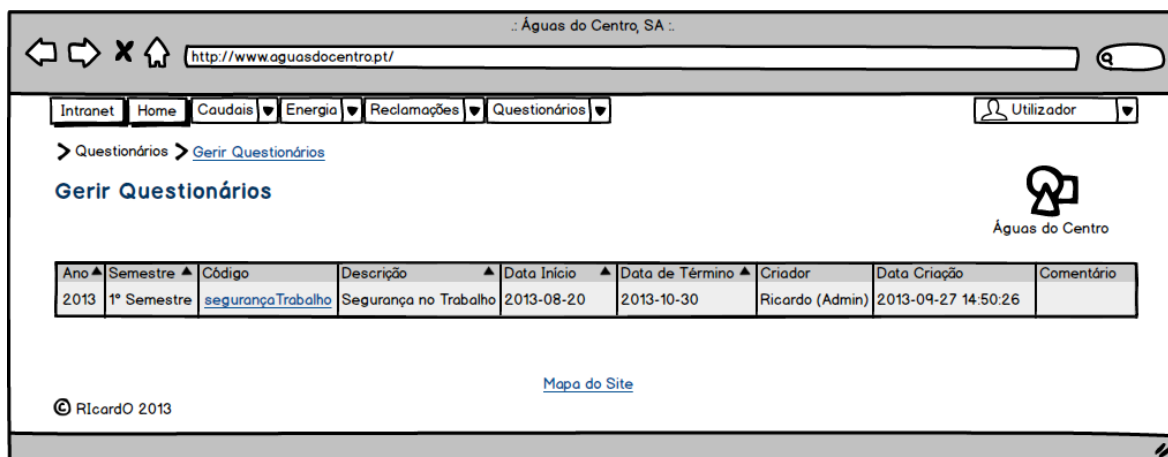 .: Águas do Centro, SA :.
http://www.aguasdocentro.pt/
Intranet Home Caudais Energia Reclamações Questionários Utilizador
Questionários Gerir Questionários
Gerir Questionários
Águas do Centro
Ano Semestre Código Descrição Data Início Data de Término Criador Data Criação Comentário
2013 1º Semestre segurançaTrabalho Segurança no Trabalho 2013-08-20 2013-10-30 Ricardo (Admin) 2013-09-27 14:50:26
Mapa do Site
© RIcardO 2013